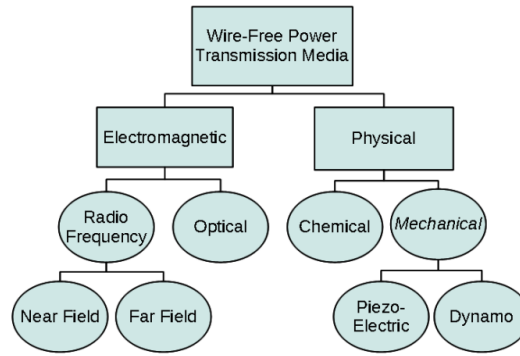 Wire-Free Power
Transmission Media
Electromagnetic
Physical
Radio
Frequency
Optical
Chemical
Mechanical
Near Field
Far Field
Piezo-
Electric
Dynamo